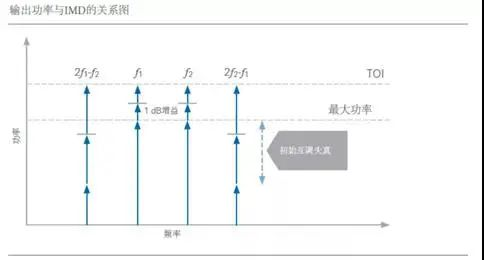 输出功率与IMD的关系图
2f1-f2 f1 f2 2f2-f1 TOI
1 dB增益 最大功率
功率
初始互调失真
频率